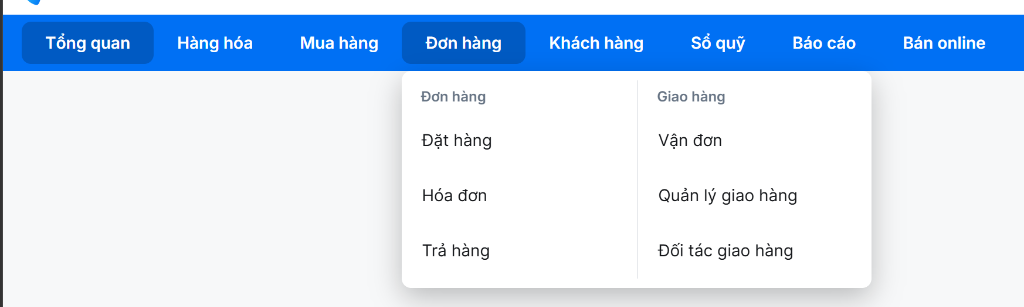 Tổng quan Hàng hóa Mua hàng Đơn hàng Khách hàng Sổ quỹ Báo cáo Bán online
Đơn hàng
Đặt hàng
Hóa đơn
Trả hàng
Giao hàng
Vận đơn
Quản lý giao hàng
Đối tác giao hàng